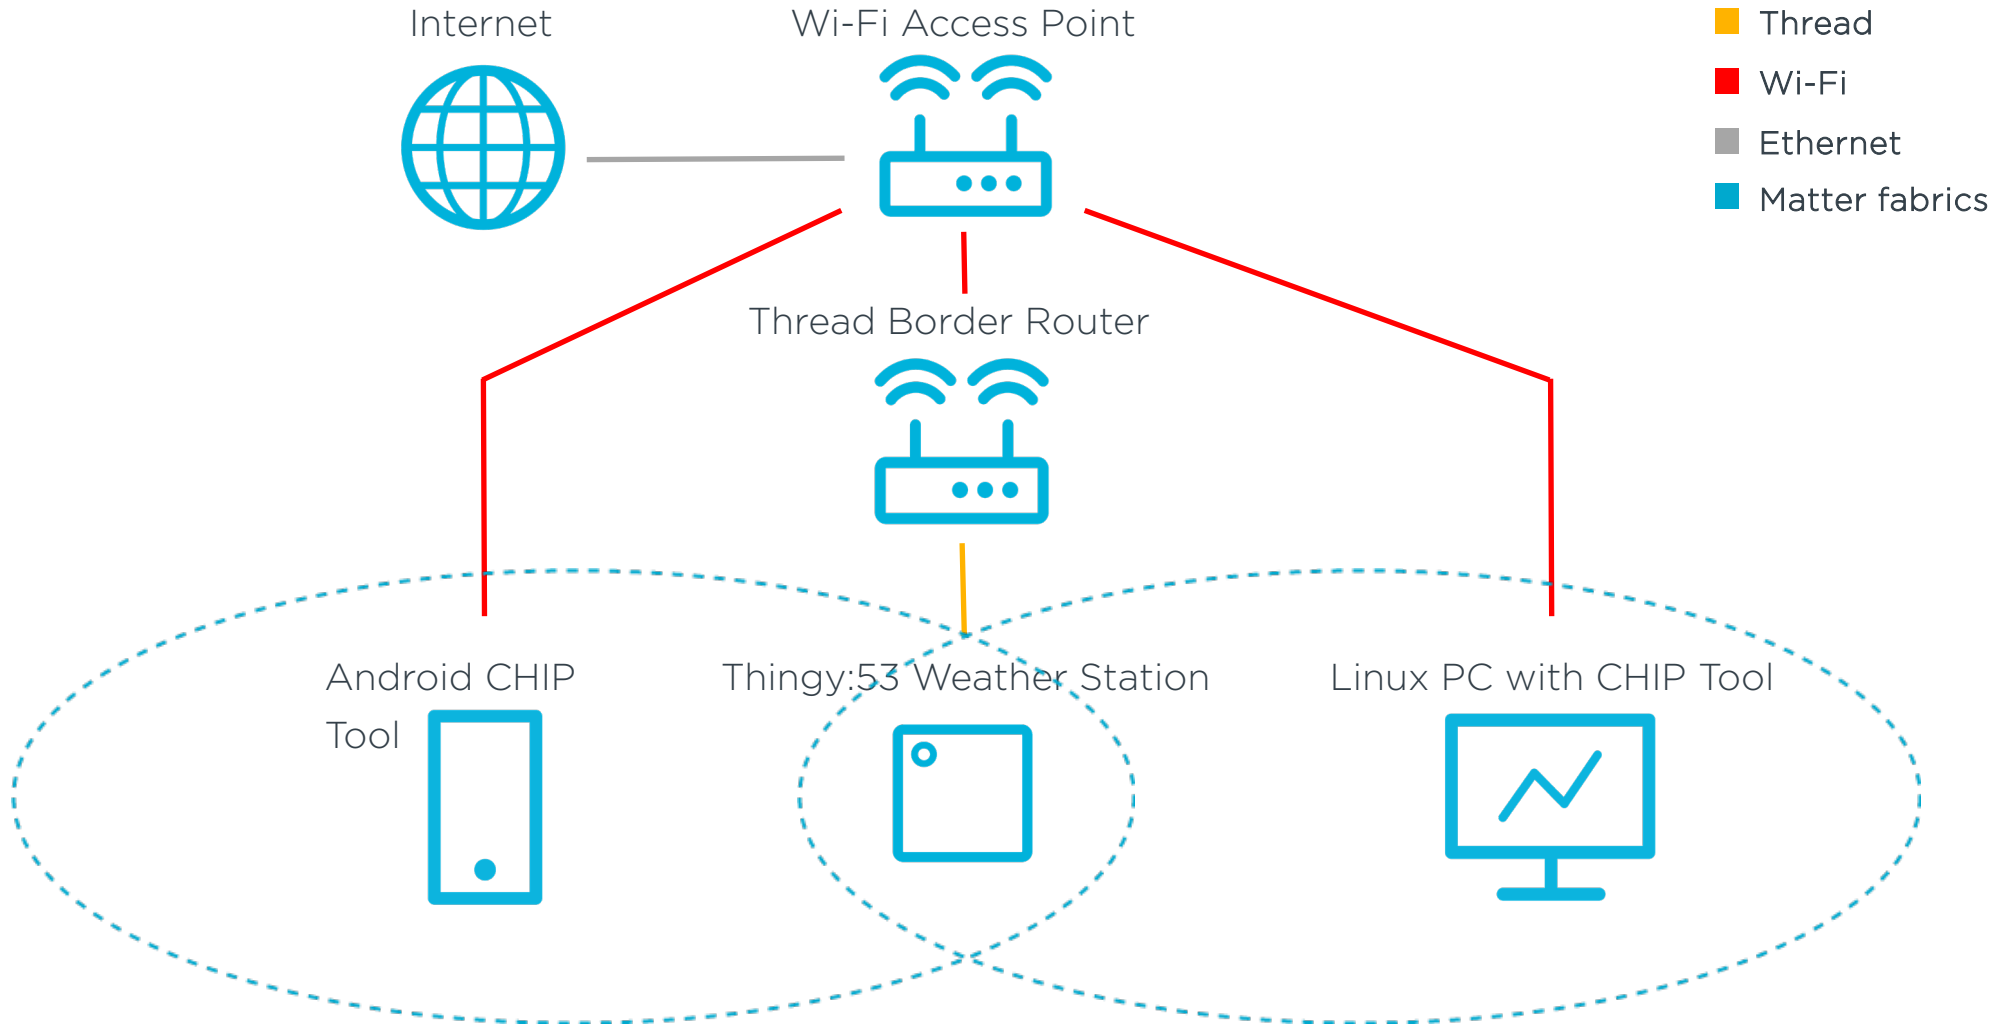 Internet
Wi-Fi Access Point
Thread
Wi-Fi
Ethernet
Matter fabrics
Thread Border Router
Android CHIP
Tool
Thingy:53 Weather Station
Linux PC with CHIP Tool